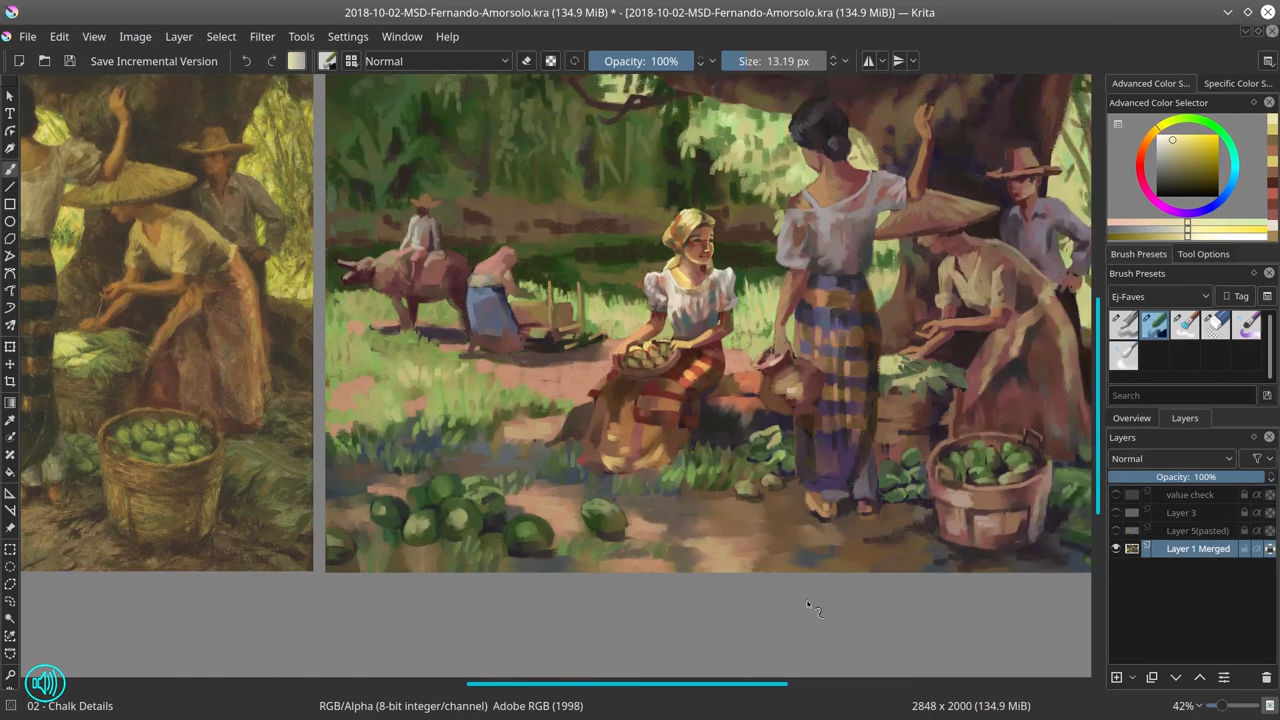 2018-10-02-MSD-Fernando-Amorsolo.kra (134.9 MiB) * - [2018-10-02-MSD-Fernando-Amorsolo.kra (134.9 MiB)] — Krita
File Edit View Image Layer Select Filter Tools Settings Window Help
Save Incremental Version Normal Opacity: 100% Size: 13.19 px
Advanced Color S... Specific Color S...
Advanced Color Selector
Brush Presets Tool Options
Brush Presets
Ej-Faves Tag
Search
Overview Layers
Layers
Normal
Opacity: 100%
value check
Layer 3
Layer 5(pasted)
Layer 1 Merged
02 - Chalk Details RGB/Alpha (8-bit integer/channel) Adobe RGB (1998) 2848 x 2000 (134.9 MiB) 42%